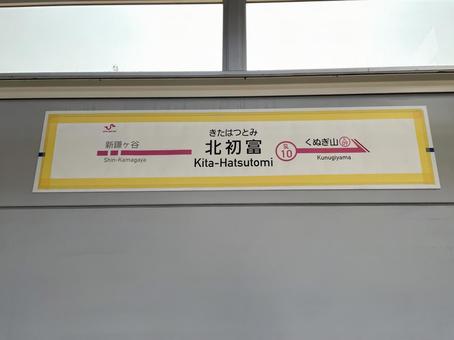 新鎌ヶ谷
Shin-Kamagaya
きたはつとみ
北初富
Kita-Hatsutomi
SL
10
くぬぎ山
Kunugiyama